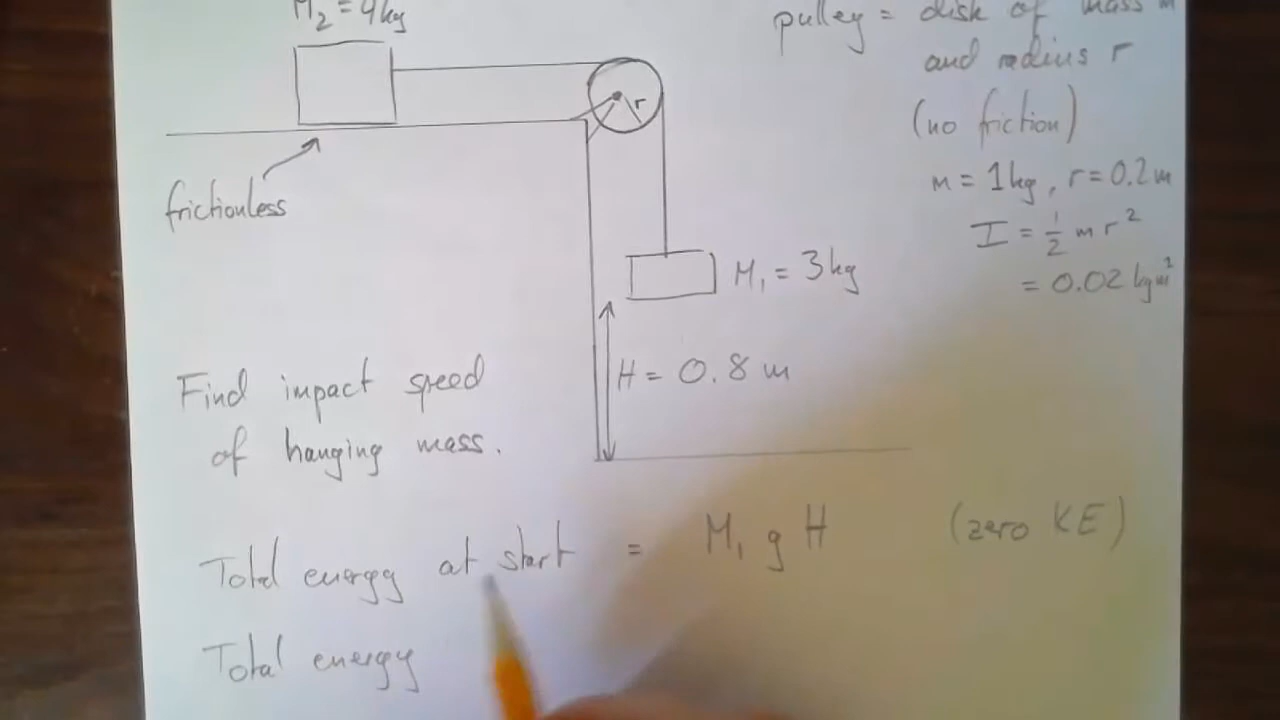 M₂ = 4kg
pulley = disk of mass m
and radius r
(no friction)
m = 1kg, r = 0.2m
I = ½ m r²
= 0.02 kgm²
r
frictionless
M₁ = 3kg
H = 0.8 m
Find impact speed
of hanging mass.
Total energy at start = M₁ g H (zero KE)
Total energy